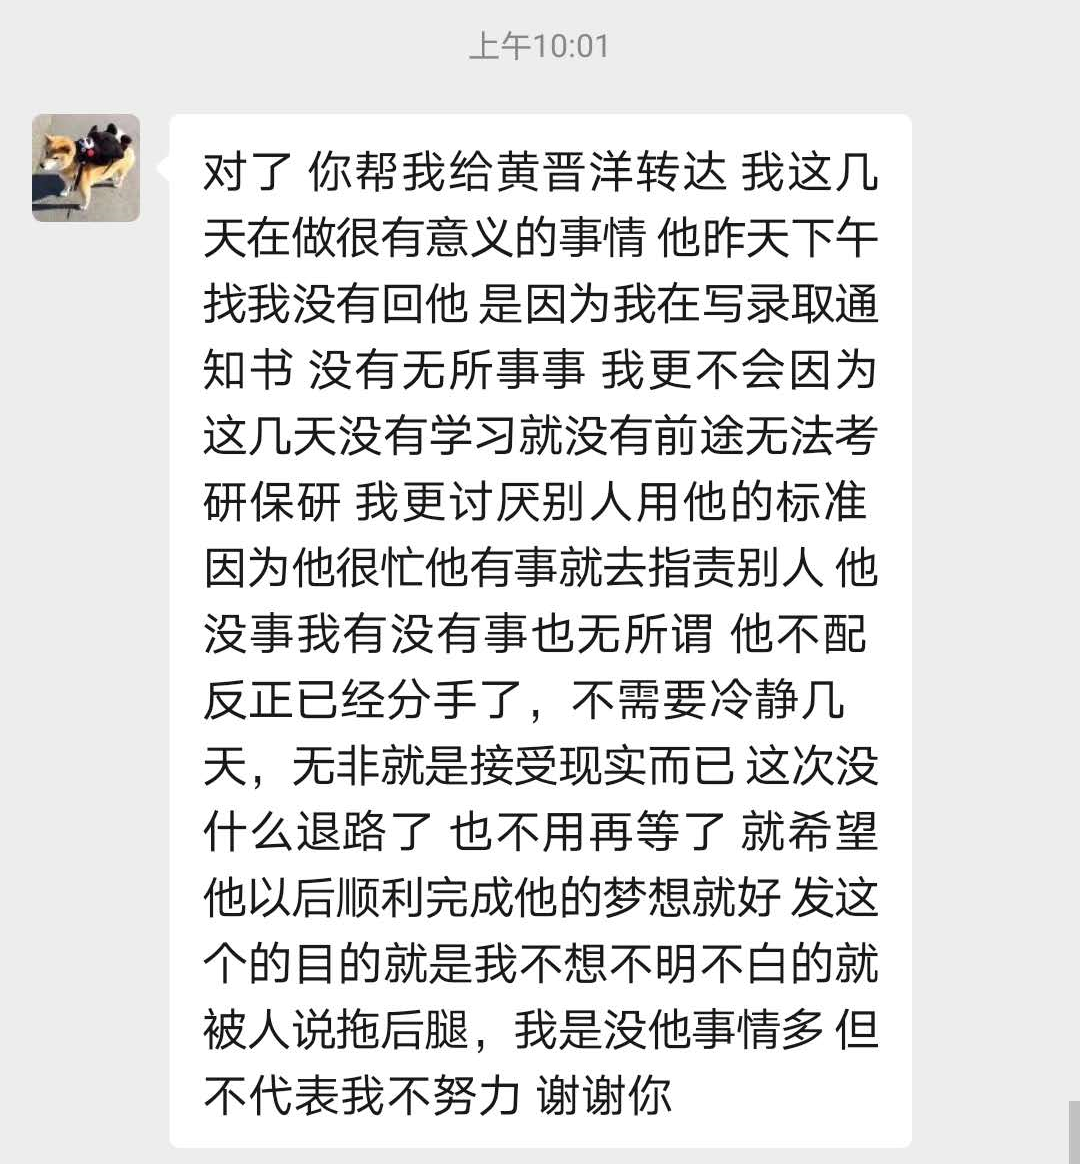 上午10:01
对了 你帮我给黄晋洋转达 我这几
天在做很有意义的事情 他昨天下午
找我没有回他 是因为我在写录取通
知书 没有无所事事 我更不会因为
这几天没有学习就没有前途无法考
研保研 我更讨厌别人用他的标准
因为他很忙他有事就去指责别人 他
没事我有没有事也无所谓 他不配
反正已经分手了，不需要冷静几
天，无非就是接受现实而已 这次没
什么退路了 也不用再等了 就希望
他以后顺利完成他的梦想就好 发这
个的目的就是我不想不明不白的就
被人说拖后腿，我是没他事情多 但
不代表我不努力 谢谢你